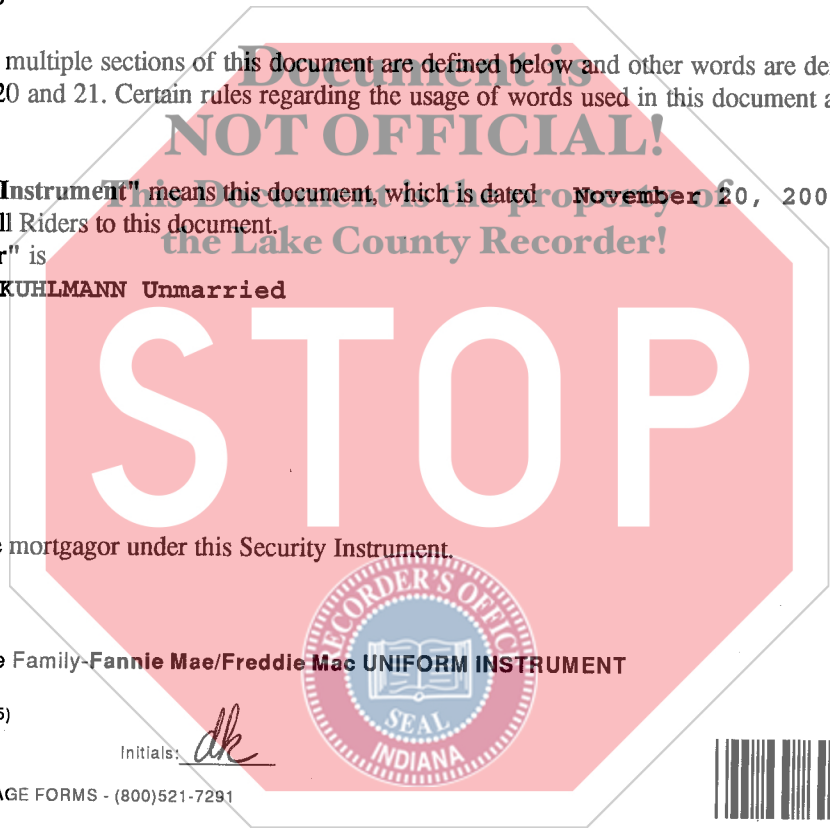 multiple sections of this document are defined below and other words are de
Document is
20 and 21. Certain rules regarding the usage of words used in this document a
NOT OFFICIAL!
Instrument" means this document, which is dated November 20, 200
This Document is the property of
ll Riders to this document.
the Lake County Recorder!
r" is
KUHLMANN Unmarried
STOP
e mortgagor under this Security Instrument.
RECORDER'S OFFICE
SEAL
INDIANA
e Family-Fannie Mae/Freddie Mac UNIFORM INSTRUMENT
5)
Initials: dk
AGE FORMS - (800)521-7291